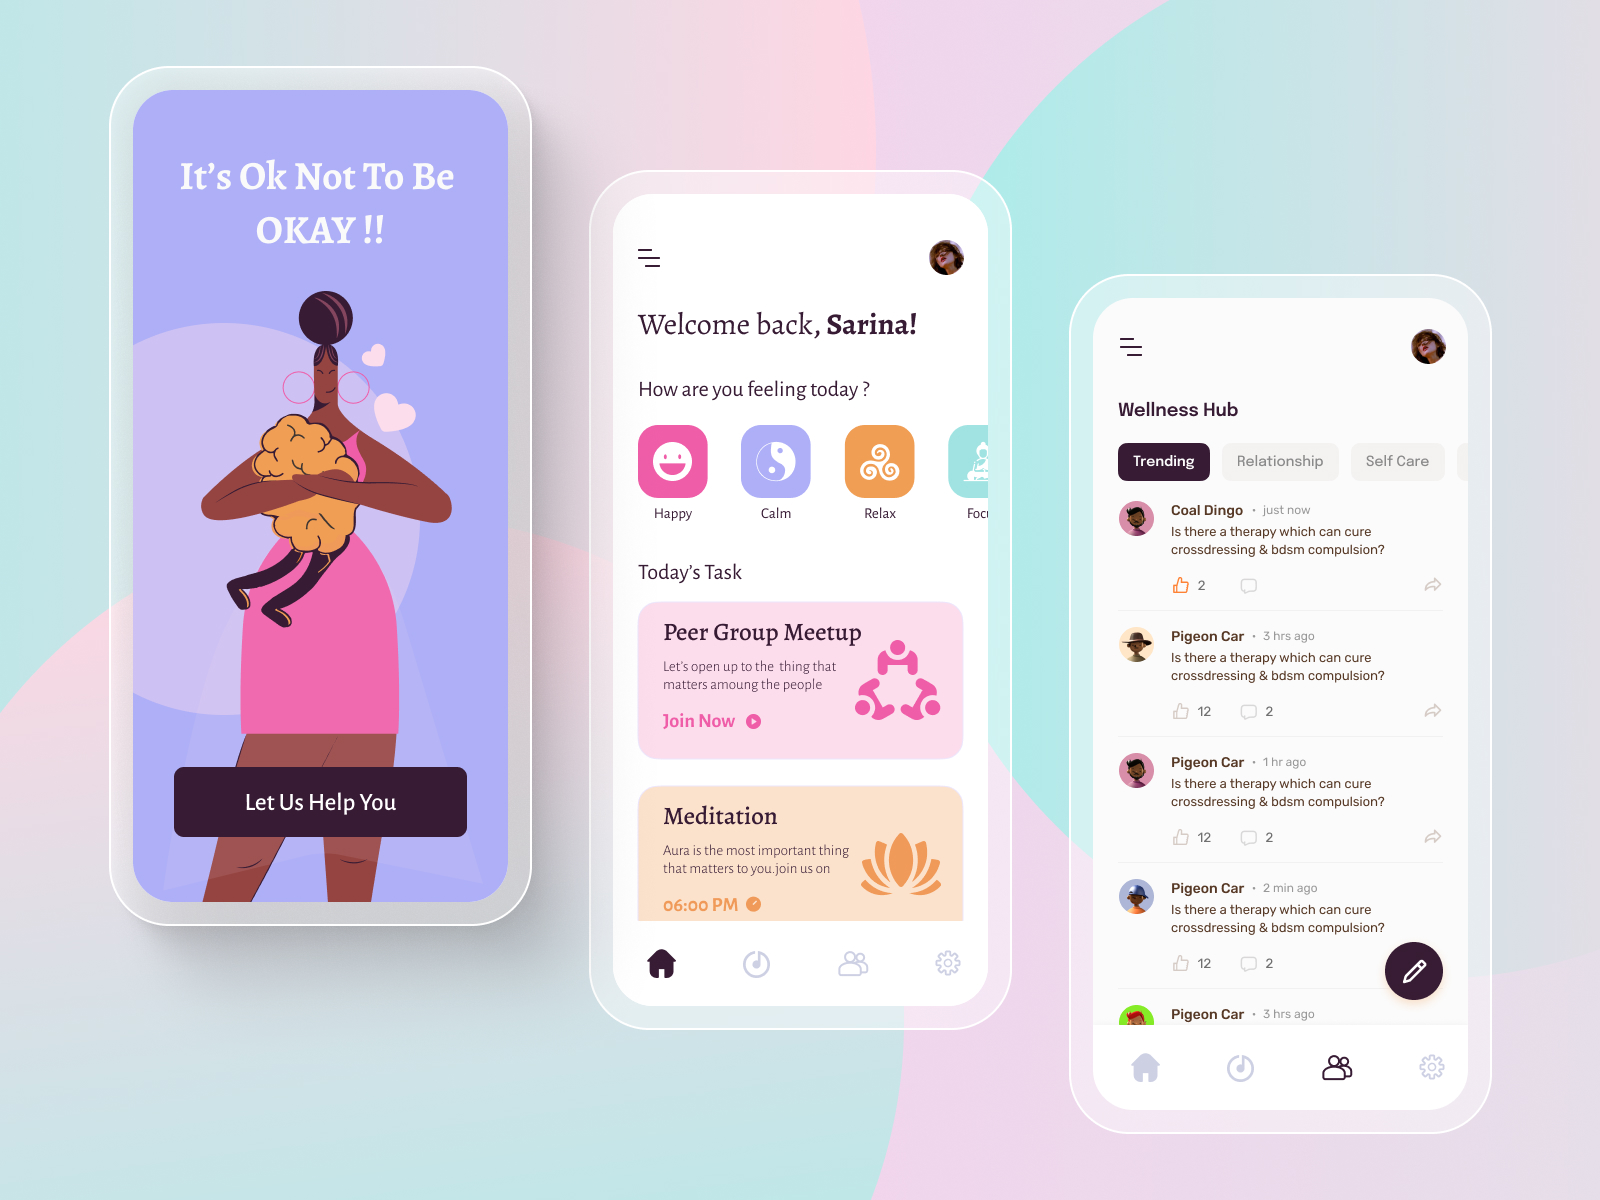 It's Ok Not To Be
OKAY !!
Let Us Help You
Welcome back, Sarina!
How are you feeling today ?
Happy
Calm
Relax
Focu
Today's Task
Peer Group Meetup
Let's open up to the thing that
matters amoung the people
Join Now
Meditation
Aura is the most important thing
that matters to you.join us on
06:00 PM
Wellness Hub
Trending
Relationship
Self Care
Coal Dingo • just now
Is there a therapy which can cure
crossdressing & bdsm compulsion?
2
Pigeon Car • 3 hrs ago
Is there a therapy which can cure
crossdressing & bdsm compulsion?
12 2
Pigeon Car • 1 hr ago
Is there a therapy which can cure
crossdressing & bdsm compulsion?
12 2
Pigeon Car • 2 min ago
Is there a therapy which can cure
crossdressing & bdsm compulsion?
12 2
Pigeon Car • 3 hrs ago